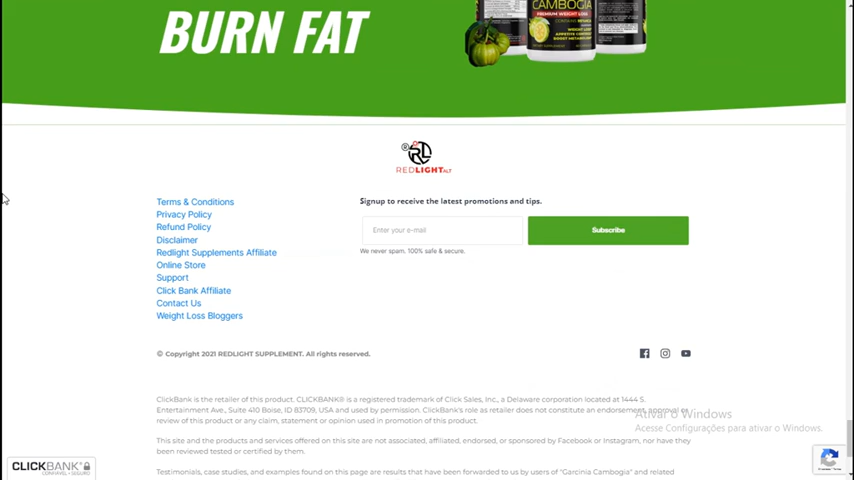 BURN FAT
CAMBOGIA
PREMIUM WEIGHT LOSS
WEIGHT LOSS
APPETITE CONTROL
BOOST METABOLISM
REDLIGHT
Terms & Conditions
Privacy Policy
Refund Policy
Disclaimer
Redlight Supplements Affiliate
Online Store
Support
Click Bank Affiliate
Contact Us
Weight Loss Bloggers
Signup to receive the latest promotions and tips.
Enter your e-mail
Subscribe
We never spam. 100% safe & secure.
© Copyright 2021 REDLIGHT SUPPLEMENT. All rights reserved.
ClickBank is the retailer of this product. CLICKBANK® is a registered trademark of Click Sales, Inc., a Delaware corporation located at 1444 S.
Entertainment Ave., Suite 410 Boise, ID 83709, USA and used by permission. ClickBank's role as retailer does not constitute an endorsement, approval or
review of this product or any claim, statement or opinion used in promotion of this product.
This site and the products and services offered on this site are not associated, affiliated, endorsed, or sponsored by Facebook or Instagram, nor have they
been reviewed tested or certified by them.
Testimonials, case studies, and examples found on this page are results that have been forwarded to us by users of "Garcinia Cambogia" and related
Ativar o Windows
Acesse Configurações para ativar o Windows.
CLICKBANK®
CONFIÁVEL • SEGURO